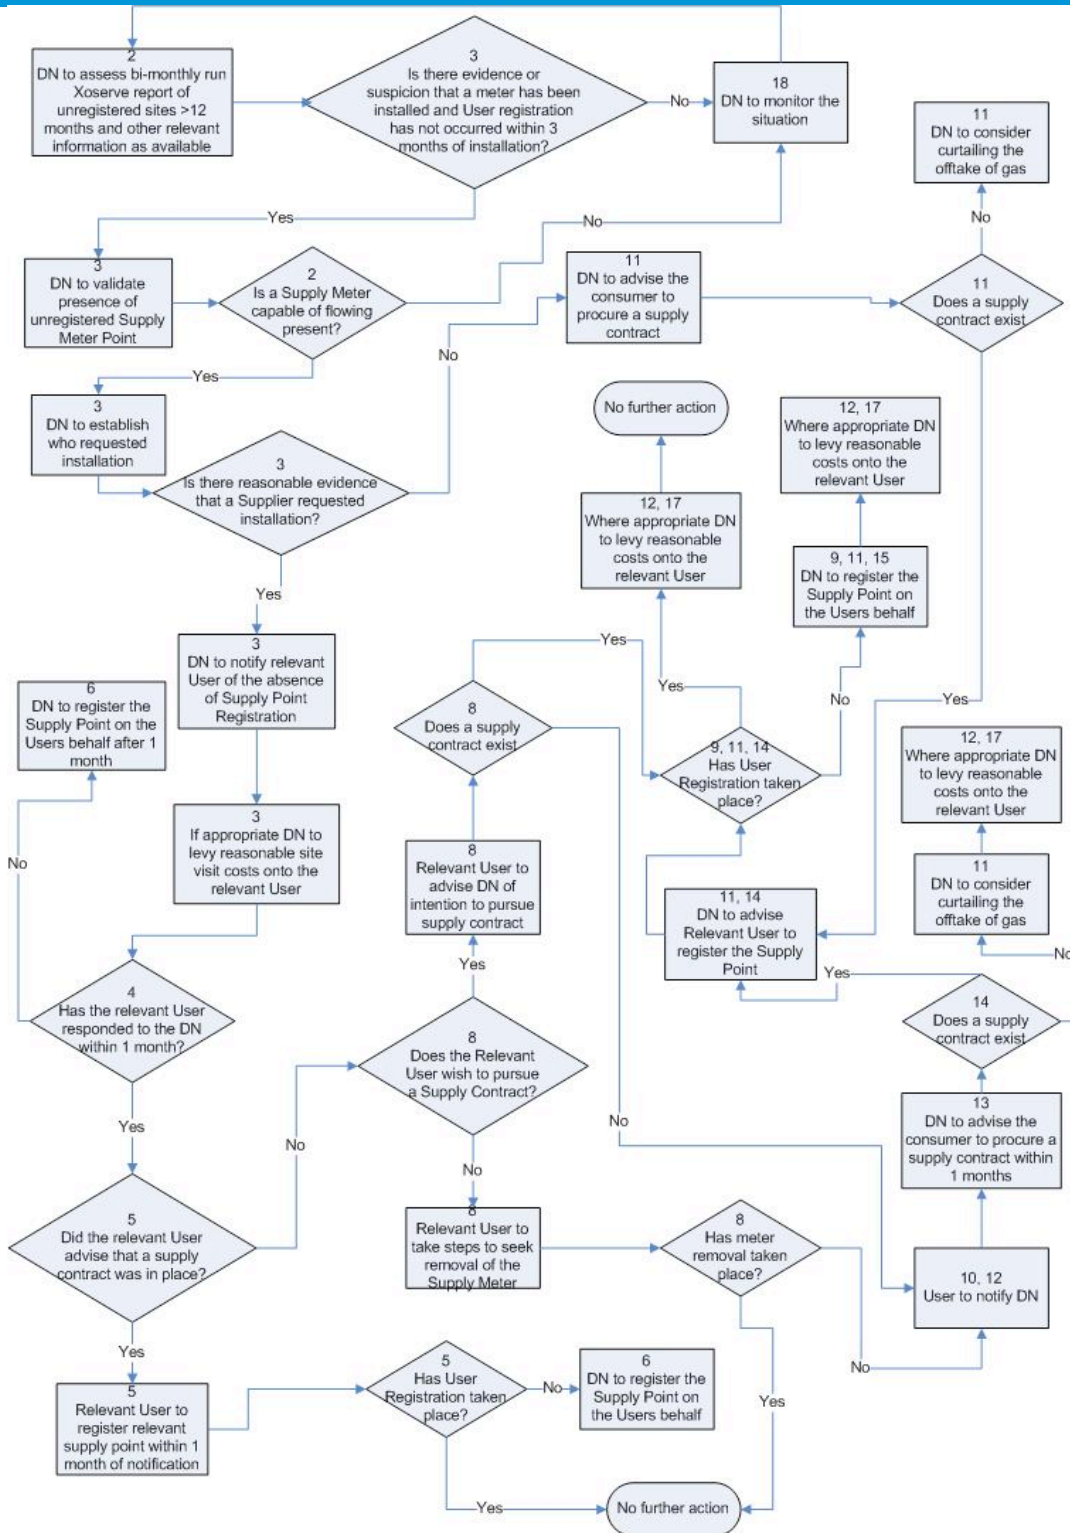 2
DN to assess bi-monthly run
Xoserve report of
unregistered sites >12
months and other relevant
information as available
3
Is there evidence or
suspicion that a meter has been
installed and User registration
has not occurred within 3
months of installation?
No
18
DN to monitor the
situation
11
DN to consider
curtailing the
offtake of gas
Yes
No
No
3
DN to validate
presence of
unregistered Supply
Meter Point
2
Is a Supply Meter
capable of flowing
present?
11
DN to advise the
consumer to
procure a supply
contract
11
Does a supply
contract exist
No
Yes
3
DN to establish
who requested
installation
3
Is there reasonable evidence
that a Supplier requested
installation?
No further action
12, 17
Where appropriate DN
to levy reasonable
costs onto the
relevant User
12, 17
Where appropriate DN
to levy reasonable
costs onto the
relevant User
9, 11, 15
DN to register the
Supply Point on
the Users behalf
Yes
3
DN to notify relevant
User of the absence
of Supply Point
Registration
Yes
6
DN to register the
Supply Point on the
Users behalf after 1
month
8
Does a supply
contract exist
Yes
No
Yes
9, 11, 14
Has User
Registration taken
place?
12, 17
Where appropriate DN
to levy reasonable
costs onto the
relevant User
3
If appropriate DN to
levy reasonable site
visit costs onto the
relevant User
No
8
Relevant User to
advise DN of
intention to pursue
supply contract
11, 14
DN to advise
Relevant User to
register the Supply
Point
11
DN to consider
curtailing the
offtake of gas
No
Yes
Yes
4
Has the relevant User
responded to the DN
within 1 month?
14
Does a supply
contract exist
8
Does the Relevant
User wish to pursue
a Supply Contract?
13
DN to advise the
consumer to procure a
supply contract within
1 months
Yes
No
No
No
5
Did the relevant User
advise that a supply
contract was in place?
8
Relevant User to
take steps to seek
removal of the
Supply Meter
8
Has meter
removal taken
place?
10, 12
User to notify DN
Yes
No
5
Relevant User to
register relevant
supply point within 1
month of notification
5
Has User
Registration taken
place?
No
6
DN to register the
Supply Point on
the Users behalf
Yes
Yes
No further action